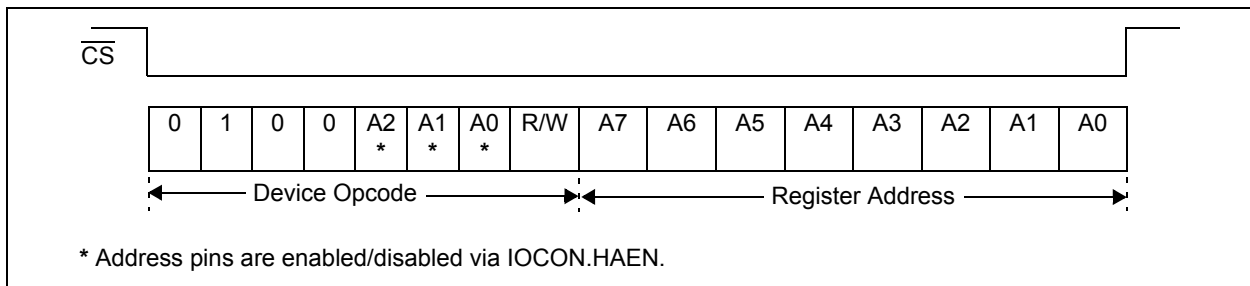 CS
0 1 0 0 A2 A1 A0 R/W A7 A6 A5 A4 A3 A2 A1 A0
* * *
Device Opcode Register Address
* Address pins are enabled/disabled via IOCON.HAEN.